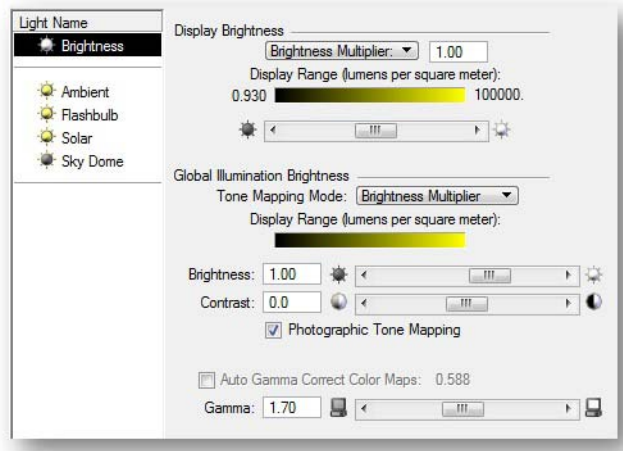 Light Name
Brightness
Ambient
Flashbulb
Solar
Sky Dome
Display Brightness
Brightness Multiplier: 1.00
Display Range (lumens per square meter):
0.930 100000.
Global Illumination Brightness
Tone Mapping Mode: Brightness Multiplier
Display Range (lumens per square meter):
Brightness: 1.00
Contrast: 0.0
Photographic Tone Mapping
Auto Gamma Correct Color Maps: 0.588
Gamma: 1.70